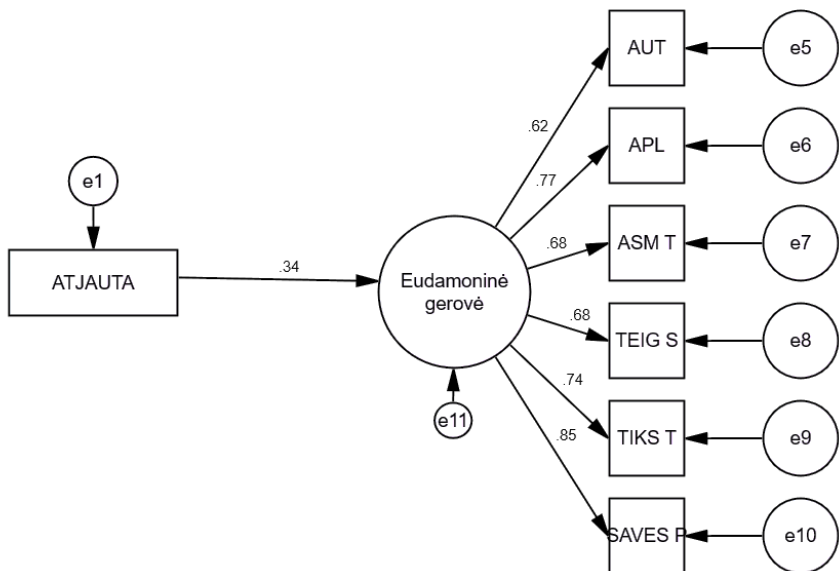 AUT
e5
.62
APL
e6
.77
e1
ASM T
e7
.68
ATJAUTA
.34
Eudamoninė
gerovė
.68
TEIG S
e8
.74
TIKS T
e9
e11
.85
SAVES P
e10